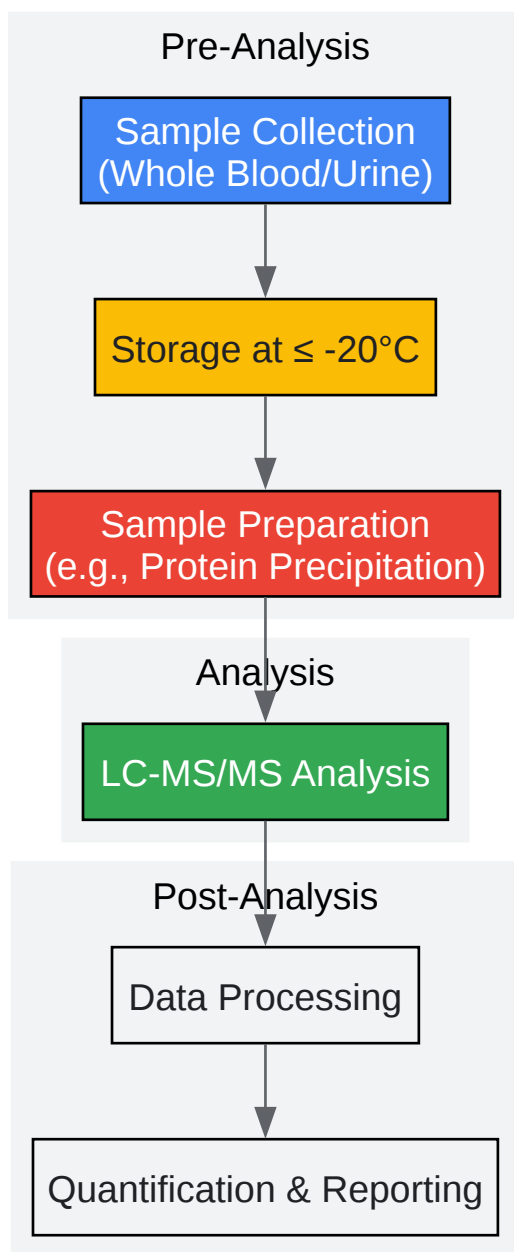 Pre-Analysis
Sample Collection
(Whole Blood/Urine)
Storage at ≤ -20°C
Sample Preparation
(e.g., Protein Precipitation)
Analysis
LC-MS/MS Analysis
Post-Analysis
Data Processing
Quantification & Reporting